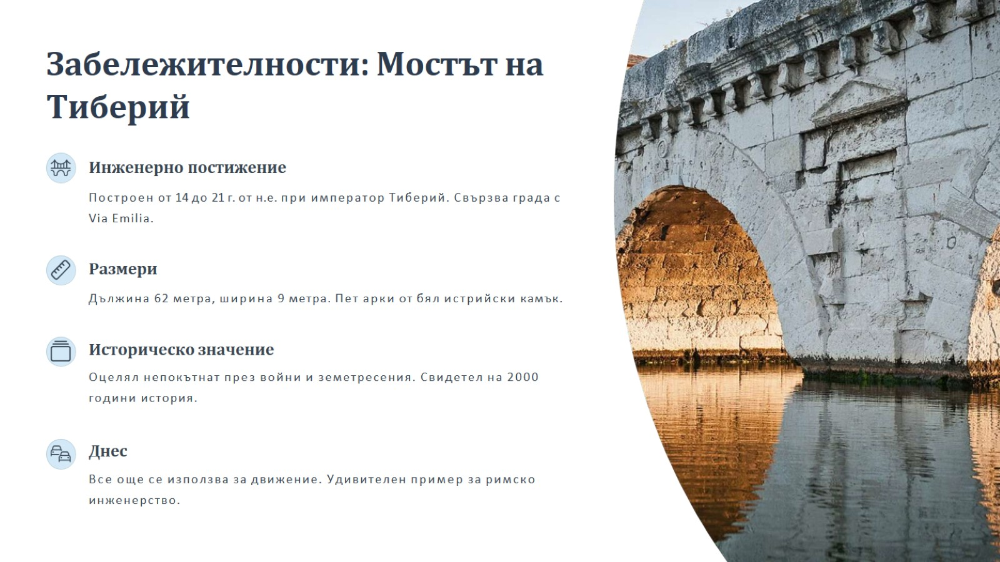 Забележителности: Мостът на
Тиберий
Инженерно постижение
Построен от 14 до 21 г. от н.е. при император Тиберий. Свързва града с
Via Emilia.
Размери
Дължина 62 метра, ширина 9 метра. Пет арки от бял истрийски камък.
Историческо значение
Оцелял непокътнат през войни и земетресения. Свидетел на 2000
години история.
Днес
Все още се използва за движение. Удивителен пример за римско
инженерство.